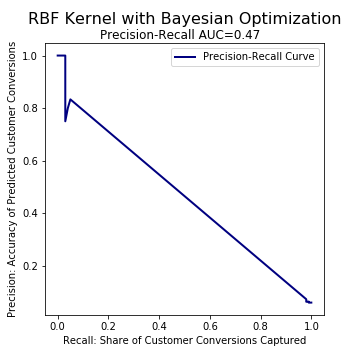 RBF Kernel with Bayesian Optimization
Precision-Recall AUC=0.47
Precision-Recall Curve
Precision: Accuracy of Predicted Customer Conversions
1.0
0.8
0.6
0.4
0.2
0.0 0.2 0.4 0.6 0.8 1.0
Recall: Share of Customer Conversions Captured